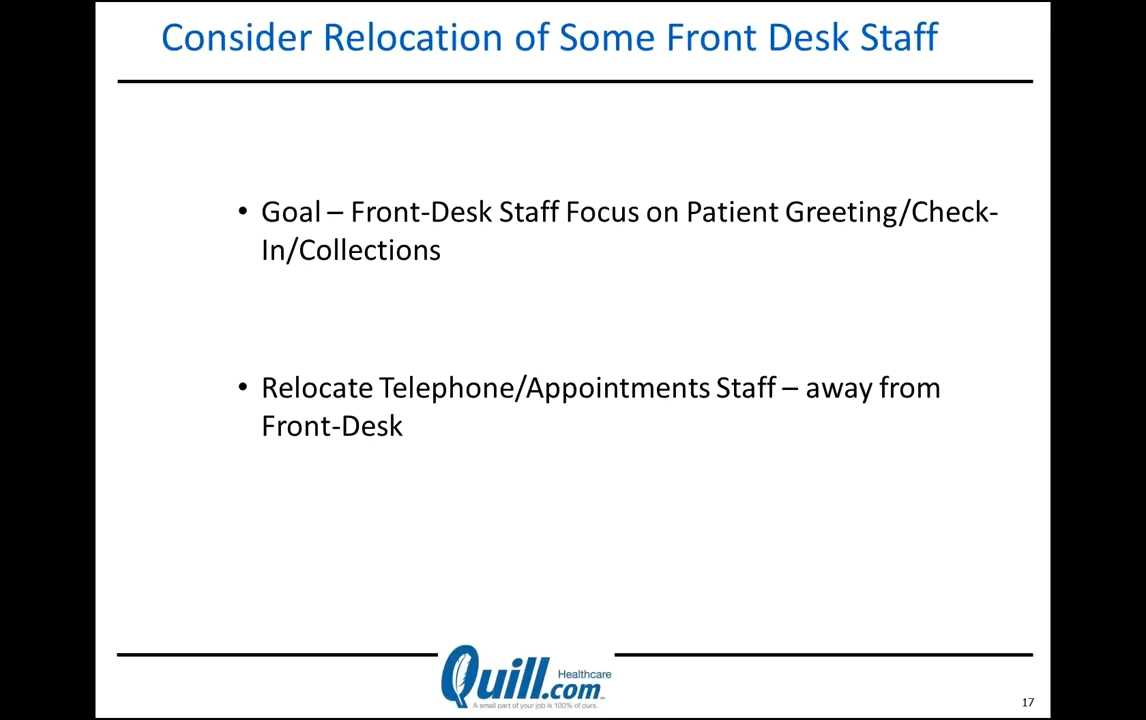 Consider Relocation of Some Front Desk Staff
• Goal – Front-Desk Staff Focus on Patient Greeting/Check-
In/Collections
• Relocate Telephone/Appointments Staff – away from
Front-Desk
Quill.com Healthcare
A small part of your job is 100% of ours.
17